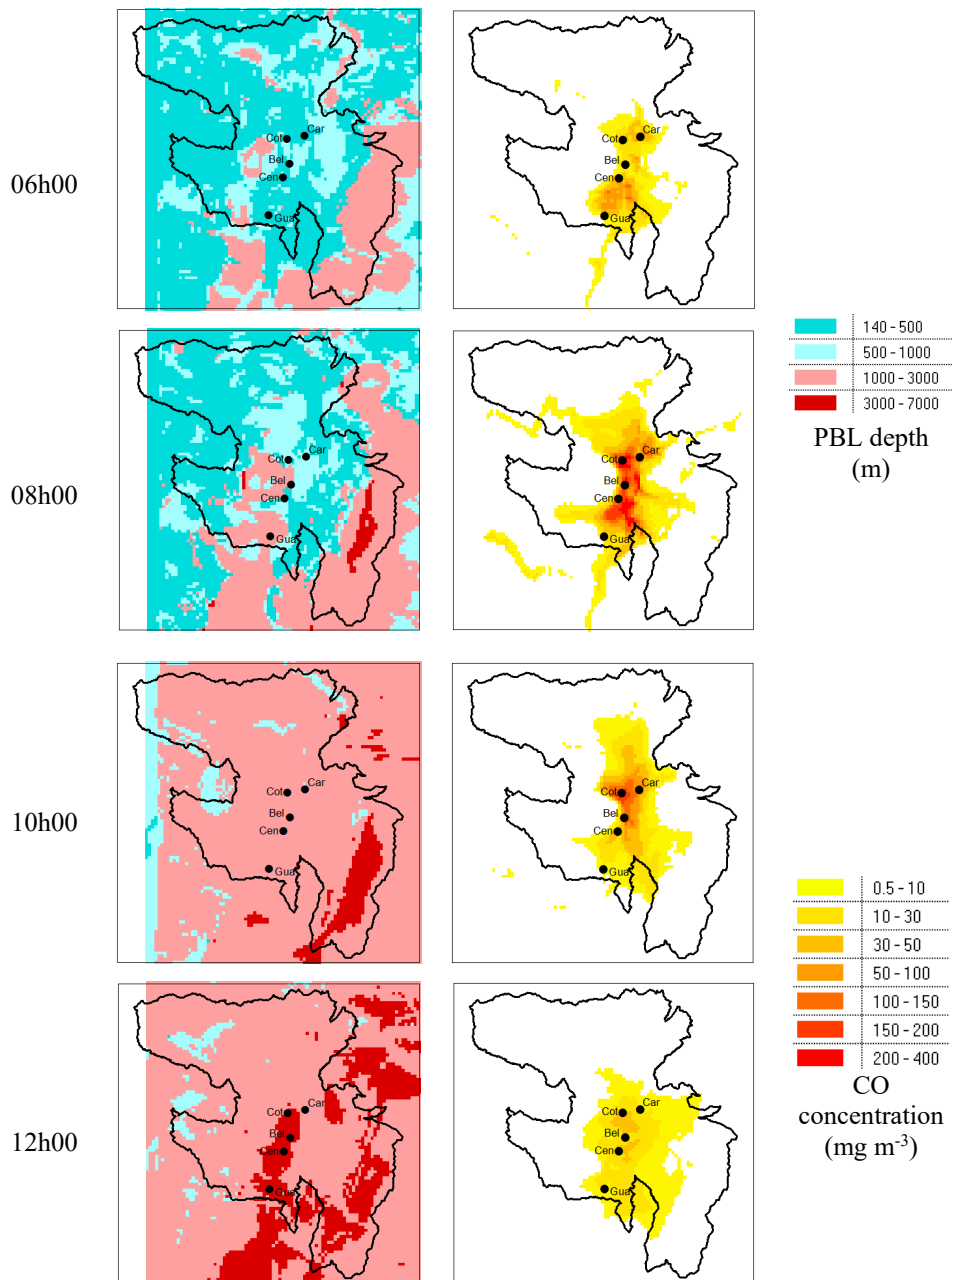 06h00
Cot
Car
Bel
Cen
Gua
Cot
Car
Bel
Cen
Gua
140 - 500
500 - 1000
1000 - 3000
3000 - 7000
PBL depth
(m)
08h00
Cot
Car
Bel
Cen
Gua
Cot
Car
Bel
Cen
Gua
10h00
Cot
Car
Bel
Cen
Gua
Cot
Car
Bel
Cen
Gua
0.5 - 10
10 - 30
30 - 50
50 - 100
100 - 150
150 - 200
200 - 400
CO
concentration
(mg m-3)
12h00
Cot
Car
Bel
Cen
Gua
Cot
Car
Bel
Cen
Gua